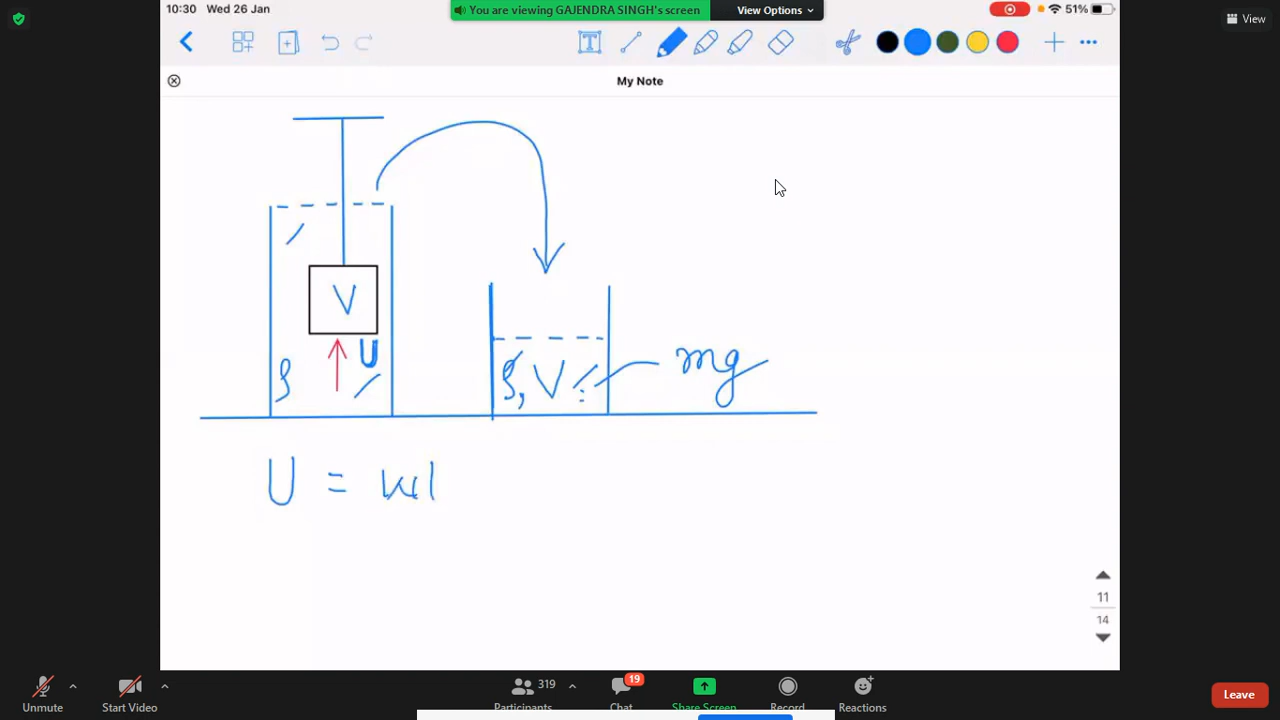 10:30 Wed 26 Jan
You are viewing GAJENDRA SINGH's screen
View Options
51%
View
My Note
V
U
ρ
ρ, V
mg
U =
11
14
Unmute
Start Video
Participants
319
Chat
19
Share Screen
Record
Reactions
Leave